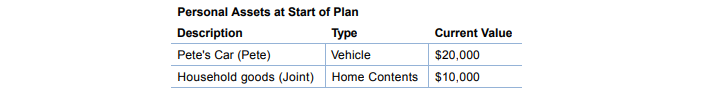 Personal Assets at Start of Plan
Description Type Current Value
Pete's Car (Pete) Vehicle $20,000
Household goods (Joint) Home Contents $10,000